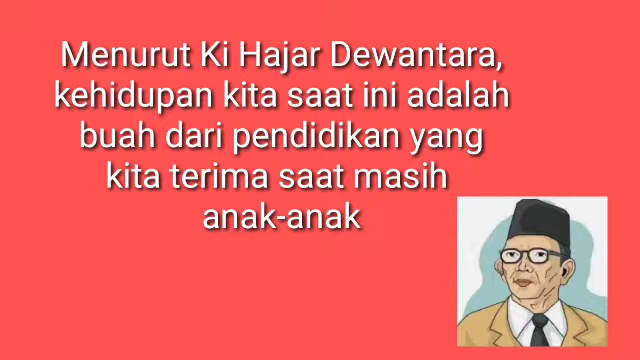 Menurut Ki Hajar Dewantara,
kehidupan kita saat ini adalah
buah dari pendidikan yang
kita terima saat masih
anak-anak